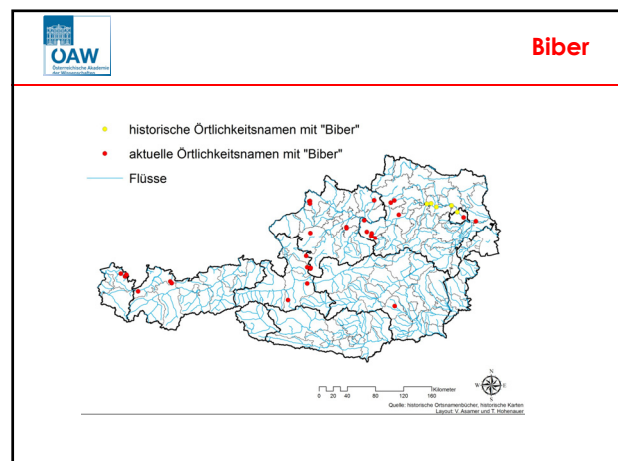 ÖAW
Österreichische Akademie
der Wissenschaften
Biber
historische Örtlichkeitsnamen mit "Biber"
aktuelle Örtlichkeitsnamen mit "Biber"
Flüsse
N
W
E
S
Kilometer
0 20 40 80 120 160
Quelle: historische Ortsnamenbücher, historische Karten
Layout: V. Asamer und T. Hohenauer